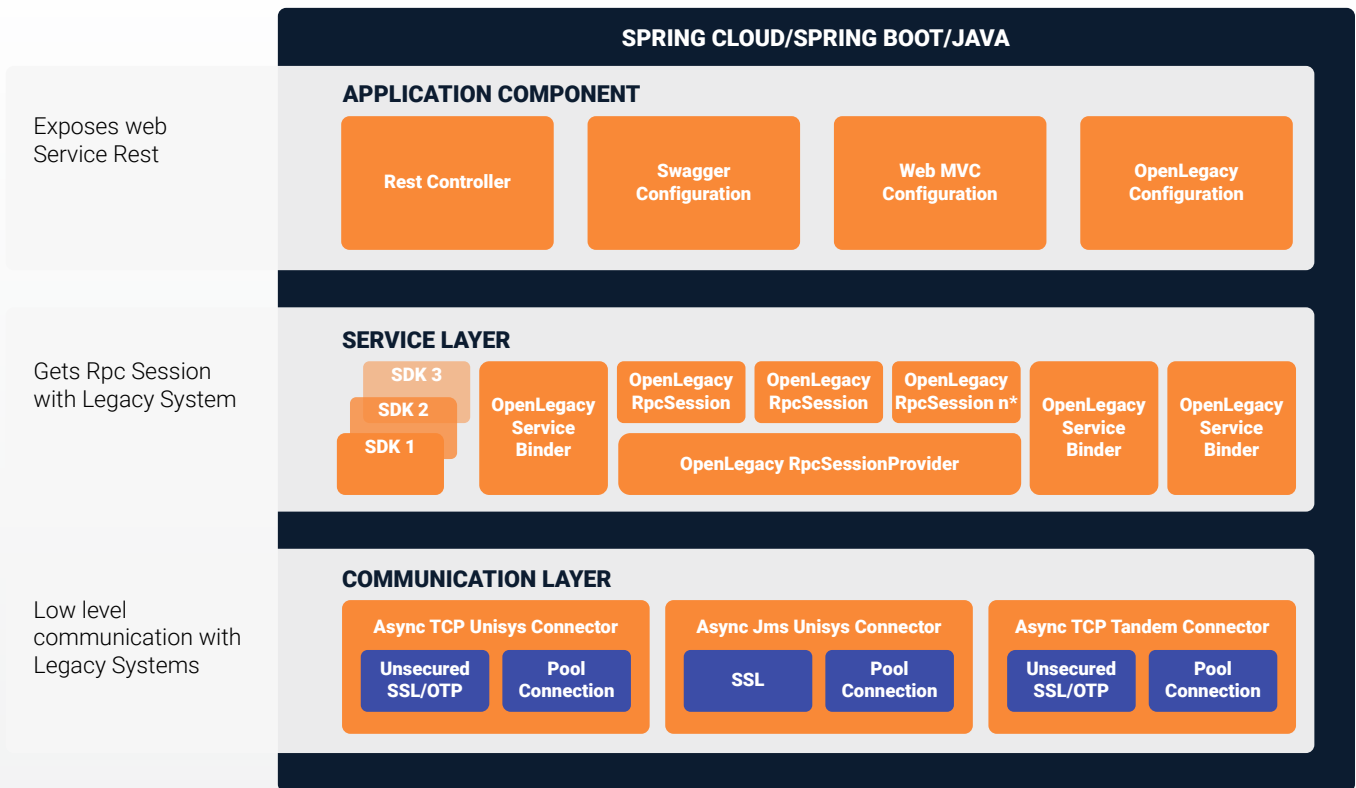 SPRING CLOUD/SPRING BOOT/JAVA
Exposes web
Service Rest
APPLICATION COMPONENT
Rest Controller
Swagger
Configuration
Web MVC
Configuration
OpenLegacy
Configuration
Gets Rpc Session
with Legacy System
SERVICE LAYER
SDK 3
SDK 2
SDK 1
OpenLegacy
Service
Binder
OpenLegacy
RpcSession
OpenLegacy
RpcSession
OpenLegacy
RpcSession n*
OpenLegacy RpcSessionProvider
OpenLegacy
Service
Binder
OpenLegacy
Service
Binder
Low level
communication with
Legacy Systems
COMMUNICATION LAYER
Async TCP Unisys Connector
Unsecured
SSL/OTP
Pool
Connection
Async Jms Unisys Connector
SSL
Pool
Connection
Async TCP Tandem Connector
Unsecured
SSL/OTP
Pool
Connection